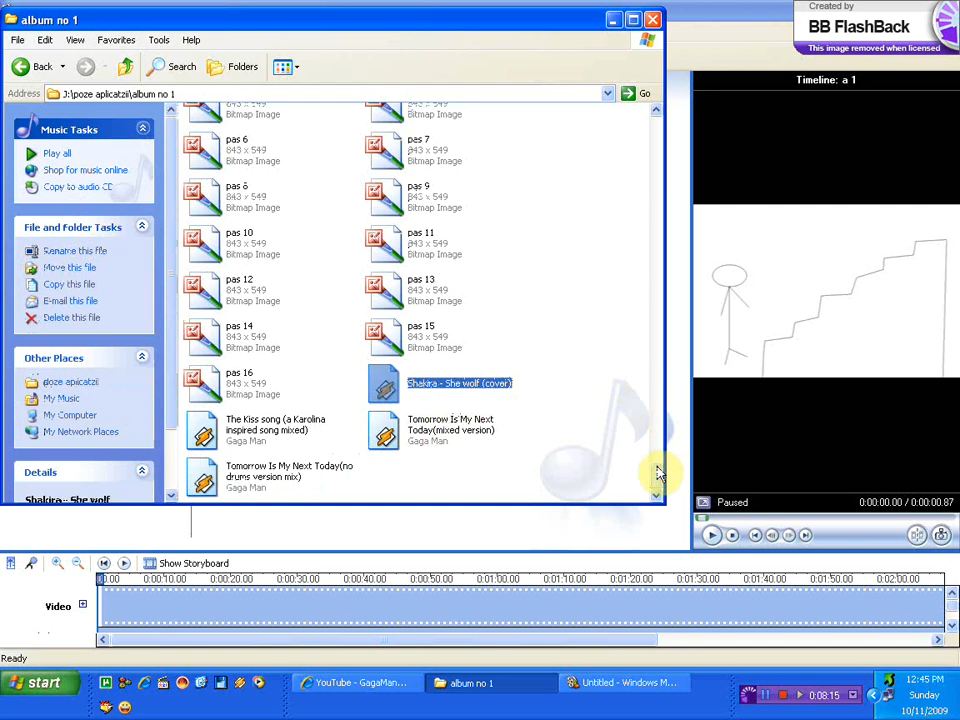 album no 1
Created by
BB FlashBack
This image removed when licensed
File Edit View Favorites Tools Help
Back Search Folders
Address J:\poze aplicatzii\album no 1 Go
Timeline: a 1
Music Tasks
Play all
Shop for music online
Copy to audio CD
File and Folder Tasks
Rename this file
Move this file
Copy this file
E-mail this file
Delete this file
Other Places
poze aplicatzii
My Music
My Computer
My Network Places
Details
Shakira - She wolf
843 x 549
Bitmap Image
Bitmap Image
pas 6
843 x 549
Bitmap Image
pas 7
843 x 549
Bitmap Image
pas 8
843 x 549
Bitmap Image
pas 9
843 x 549
Bitmap Image
pas 10
843 x 549
Bitmap Image
pas 11
843 x 549
Bitmap Image
pas 12
843 x 549
Bitmap Image
pas 13
843 x 549
Bitmap Image
pas 14
843 x 549
Bitmap Image
pas 15
843 x 549
Bitmap Image
pas 16
843 x 549
Bitmap Image
Shakira - She wolf (cover)
The Kiss song (a Karolina
inspired song mixed)
Gaga Man
Tomorrow Is My Next
Today(mixed version)
Gaga Man
Tomorrow Is My Next Today(no
drums version mix)
Gaga Man
Paused 0:00:00.00 / 0:00:00.87
Show Storyboard
0.00 0:00:10.00 0:00:20.00 0:00:30.00 0:00:40.00 0:00:50.00 0:01:00.00 0:01:10.00 0:01:20.00 0:01:30.00 0:01:40.00 0:01:50.00 0:02:00.00
Video
Ready
start
YouTube - GagaMan...
album no 1
Untitled - Windows M...
08:15
12:45 PM
Sunday
10/11/2009